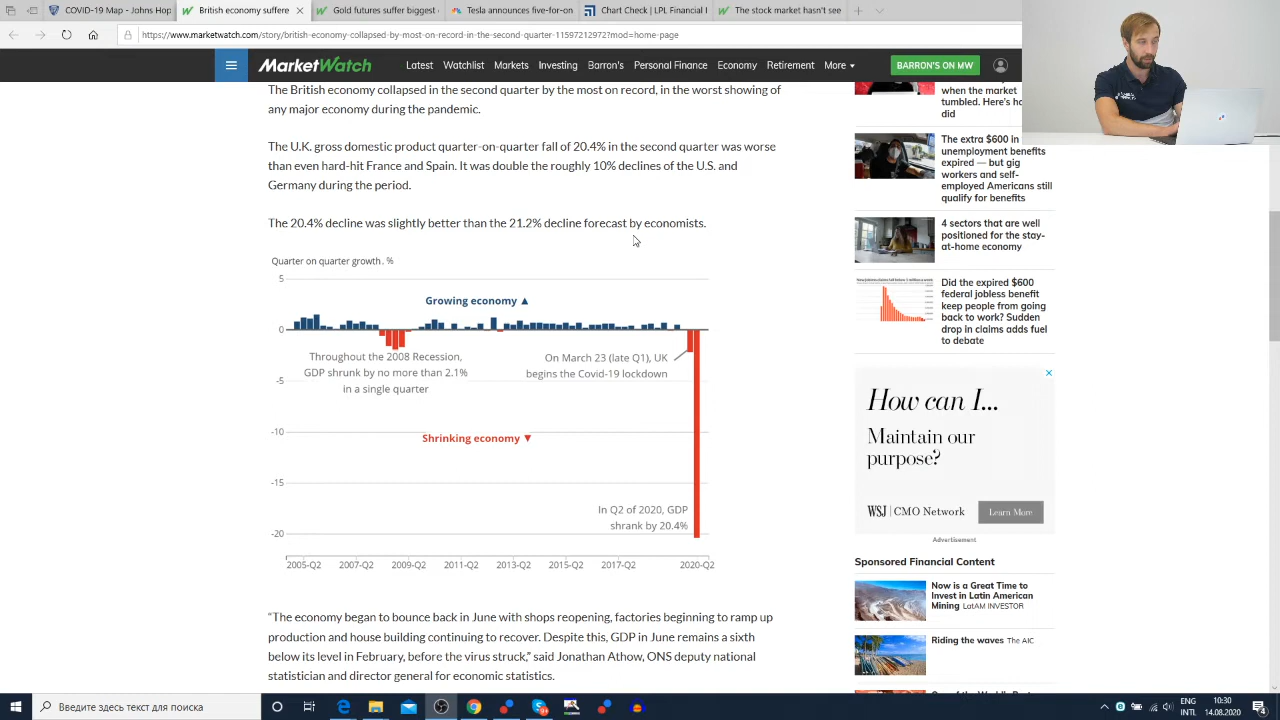 COVID-19 Map - Johns Hopl
Gold futures suffer biggest
Tesla announces five-for-on
Chart Check | LPL Financial I
The stock market hasn't see
https://www.marketwatch.com/story/british-economy-collapsed-by-most-on-record-in-the-second-quarter-11597212972?mod=home-page
MarketWatch
Latest Watchlist Markets Investing Barron's Personal Finance Economy Retirement More
BARRON'S ON MW
The British economy collapsed in the second quarter by the most on record, in the worst showing of
any major economy during the pandemic.
The gross domestic product quarter-on-quarter fall of 20.4% in the second quarter was worse
than hard-hit France and Spain. It was double the roughly 10% declines of the U.S. and
Germany during the period.
The 20.4% decline was slightly better than the 21.2% decline forecast by economists.
Quarter on quarter growth, %
5
Growing economy ▲
0
Throughout the 2008 Recession,
GDP shrunk by no more than 2.1%
in a single quarter
On March 23 (late Q1), UK
begins the Covid-19 lockdown
-5
-10
Shrinking economy ▼
-15
In Q2 of 2020, GDP
shrank by 20.4%
-20
2005-Q2 2007-Q2 2009-Q2 2011-Q2 2013-Q2 2015-Q2 2017-Q2 2020-Q2
"The economy began to bounce back in June with shops reopening, factories beginning to ramp up
production and house building continuing to recover. Despite this, GDP in June remains a sixth
below its level in February, before the virus struck," said Jonathan Athow, ONS deputy national
statistician and director general for economic statistics.
when the market
tumbled. Here's ho
did
The extra $600 in
unemployment benefits
expired — but gig
workers and self-
employed Americans still
qualify for benefits
4 sectors that are well
positioned for the stay-
at-home economy
Did the expired $600
federal jobless benefit
keep people from going
back to work? Sudden
drop in claims adds fuel
to debate
How can I...
Maintain our
purpose?
WSJ | CMO Network
Learn More
Advertisement
Sponsored Financial Content
Now is a Great Time to
Invest in Latin American
Mining LatAM INVESTOR
Riding the waves The AIC
Введите здесь текст для поиска
ENG
INTL
10:30
14.08.2020